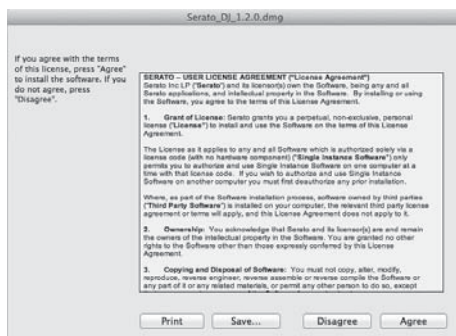 Serato_DJ_1.2.0.dmg
If you agree with the terms
of this license, press "Agree"
to install the software. If you
do not agree, press
"Disagree".
SERATO – USER LICENSE AGREEMENT ("License Agreement")
Serato Inc LP ("Serato") and its licensor(s) own the Software, being any and all
Serato applications, and intellectual property in the Software. By installing or using
the Software, you agree to the terms of this License Agreement.
1. Grant of License: Serato grants you a perpetual, non-exclusive, personal
license ("License") to install and use the Software on the terms of this License
Agreement.
The License as it applies to any and all Software which is authorized solely via a
license code (with no hardware component) ("Single Instance Software") only
permits you to authorize and use Single Instance Software on one computer at a
time with that license code. If you wish to authorize and use Single Instance
Software on another computer you must first deauthorize any prior installation.
Where, as part of the Software installation process, software owned by third parties
("Third Party Software") is installed on your computer, the relevant third party license
agreement or terms will apply, and this License Agreement does not apply to it.
2. Ownership: You acknowledge that Serato and its licensor(s) are and remain
the owners of the intellectual property in the Software. You are granted no other
rights to the Software other than those expressly conferred by this License
Agreement.
3. Copying and Disposal of Software: You must not copy, alter, modify,
reproduce, reverse engineer, reverse assemble or reverse compile the Software or
any part of it or any related materials, or permit any other person to do so, except
Print Save... Disagree Agree